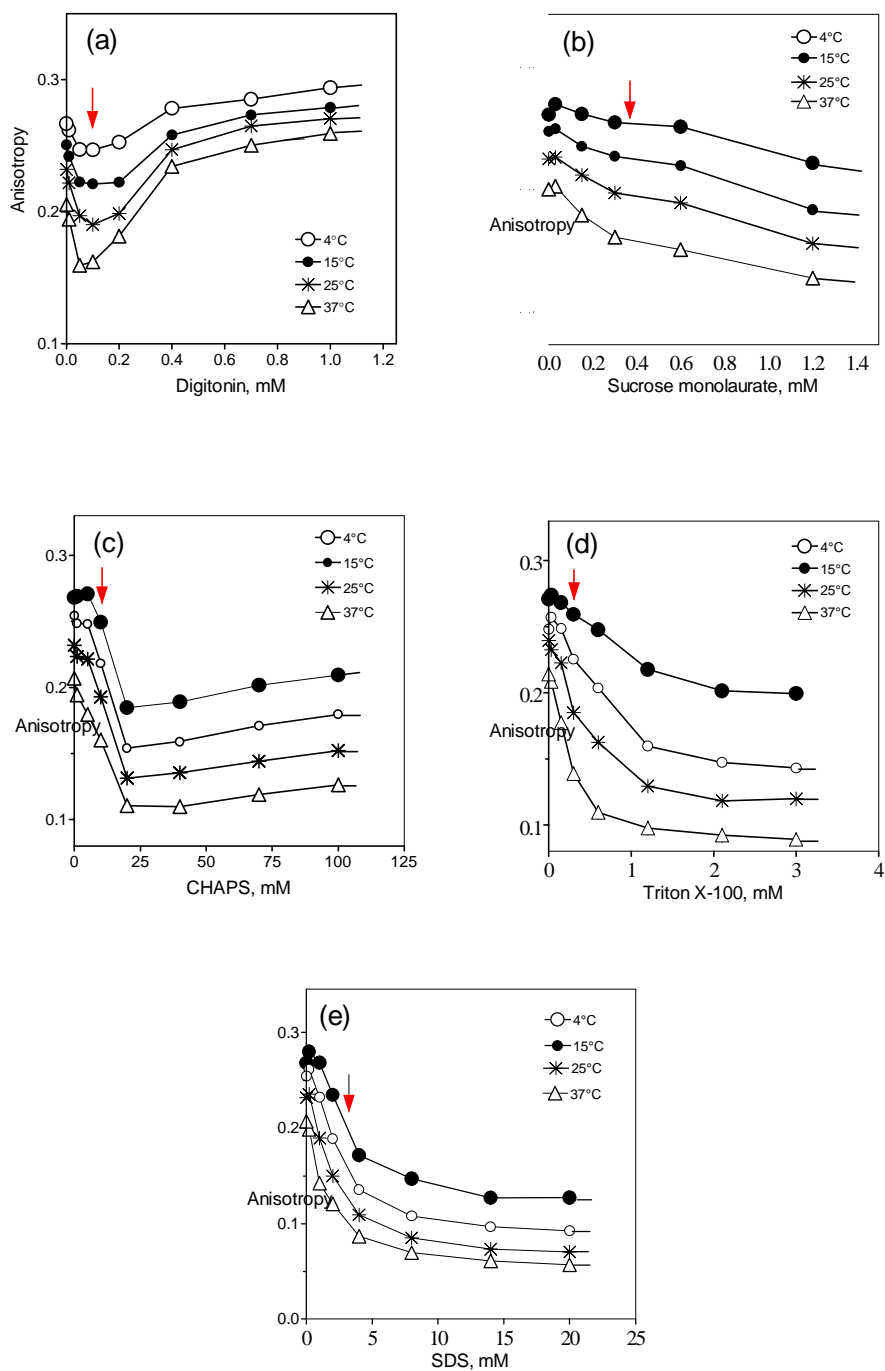 (a)
4°C
15°C
25°C
37°C
0.3
0.2
0.1
Anisotropy
0.0 0.2 0.4 0.6 0.8 1.0 1.2
Digitonin, mM
(b)
4°C
15°C
25°C
37°C
Anisotropy
0.0 0.2 0.4 0.6 0.8 1.0 1.2 1.4
Sucrose monolaurate, mM
(c)
4°C
15°C
25°C
37°C
0.3
0.2
0.1
Anisotropy
0 25 50 75 100 125
CHAPS, mM
(d)
4°C
15°C
25°C
37°C
0.3
0.2
0.1
Anisotropy
0 1 2 3 4
Triton X-100, mM
(e)
4°C
15°C
25°C
37°C
0.3
0.2
0.1
0.0
Anisotropy
0 5 10 15 20 25
SDS, mM